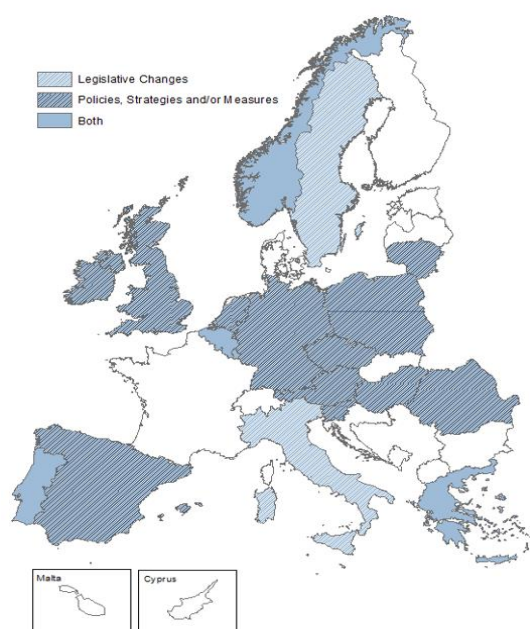 Legislative Changes
Policies, Strategies and/or Measures
Both
Malta
Cyprus